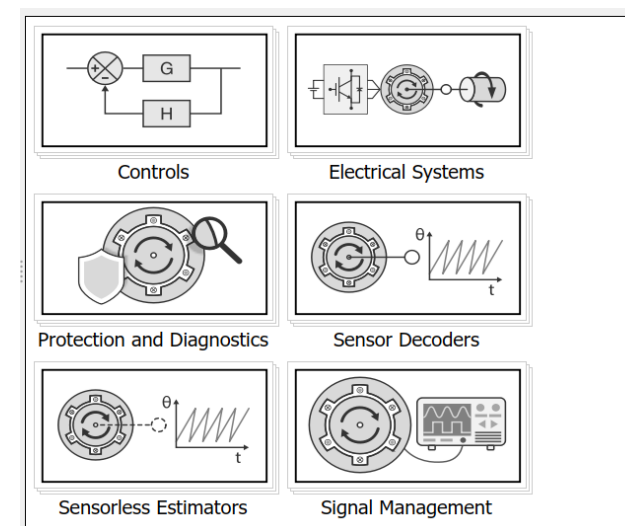 +
-
G
H
Controls
Electrical Systems
Protection and Diagnostics
θ
t
Sensor Decoders
θ
t
Sensorless Estimators
Signal Management